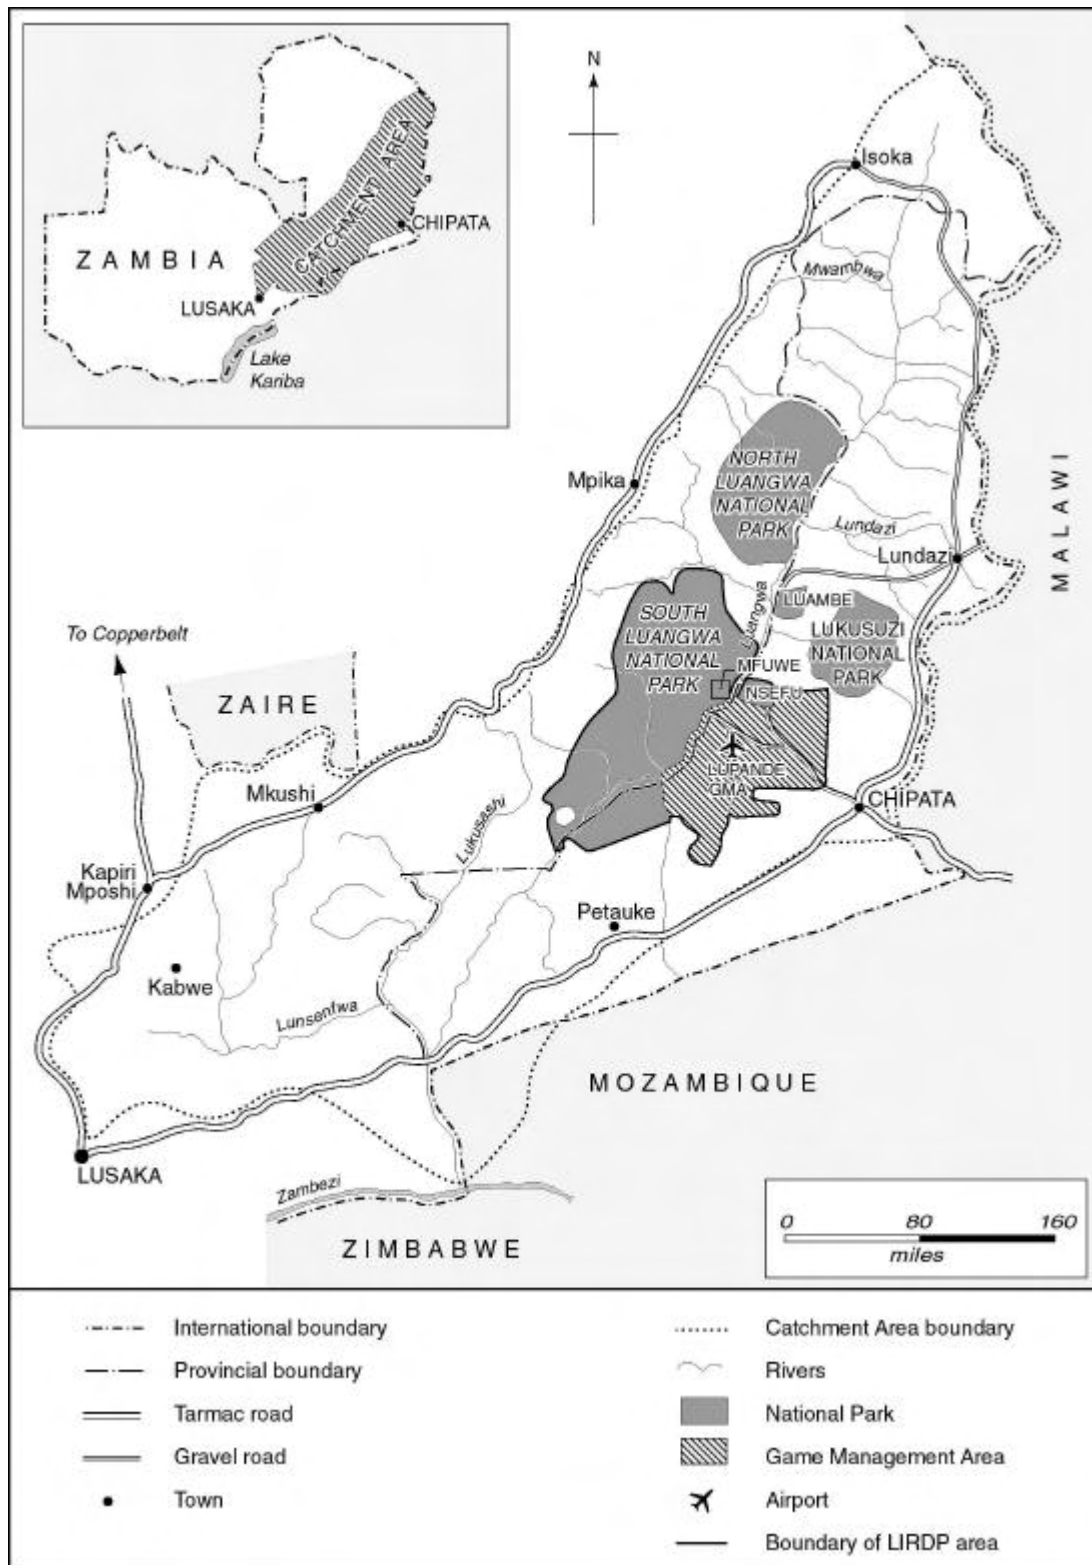 ZAMBIA
CATCHMENT AREA
CHIPATA
LUSAKA
Lake
Kariba
N
Isoka
Mwambwa
NORTH
LUANGWA
NATIONAL
PARK
Mpika
Lundazi
Lundazi
MALAWI
LUAMBE
Luangwa
SOUTH
LUANGWA
NATIONAL
PARK
LUKUSUZI
NATIONAL
PARK
MFUWE
NSEFU
To Copperbelt
ZAIRE
LUPANDE
GMA
Mkushi
CHIPATA
Lukusashi
Kapiri
Mposhi
Petauke
Kabwe
Lunsenfwa
MOZAMBIQUE
LUSAKA
Zambezi
ZIMBABWE
0 80 160
miles
International boundary
Provincial boundary
Tarmac road
Gravel road
Town
Catchment Area boundary
Rivers
National Park
Game Management Area
Airport
Boundary of LIRDP area